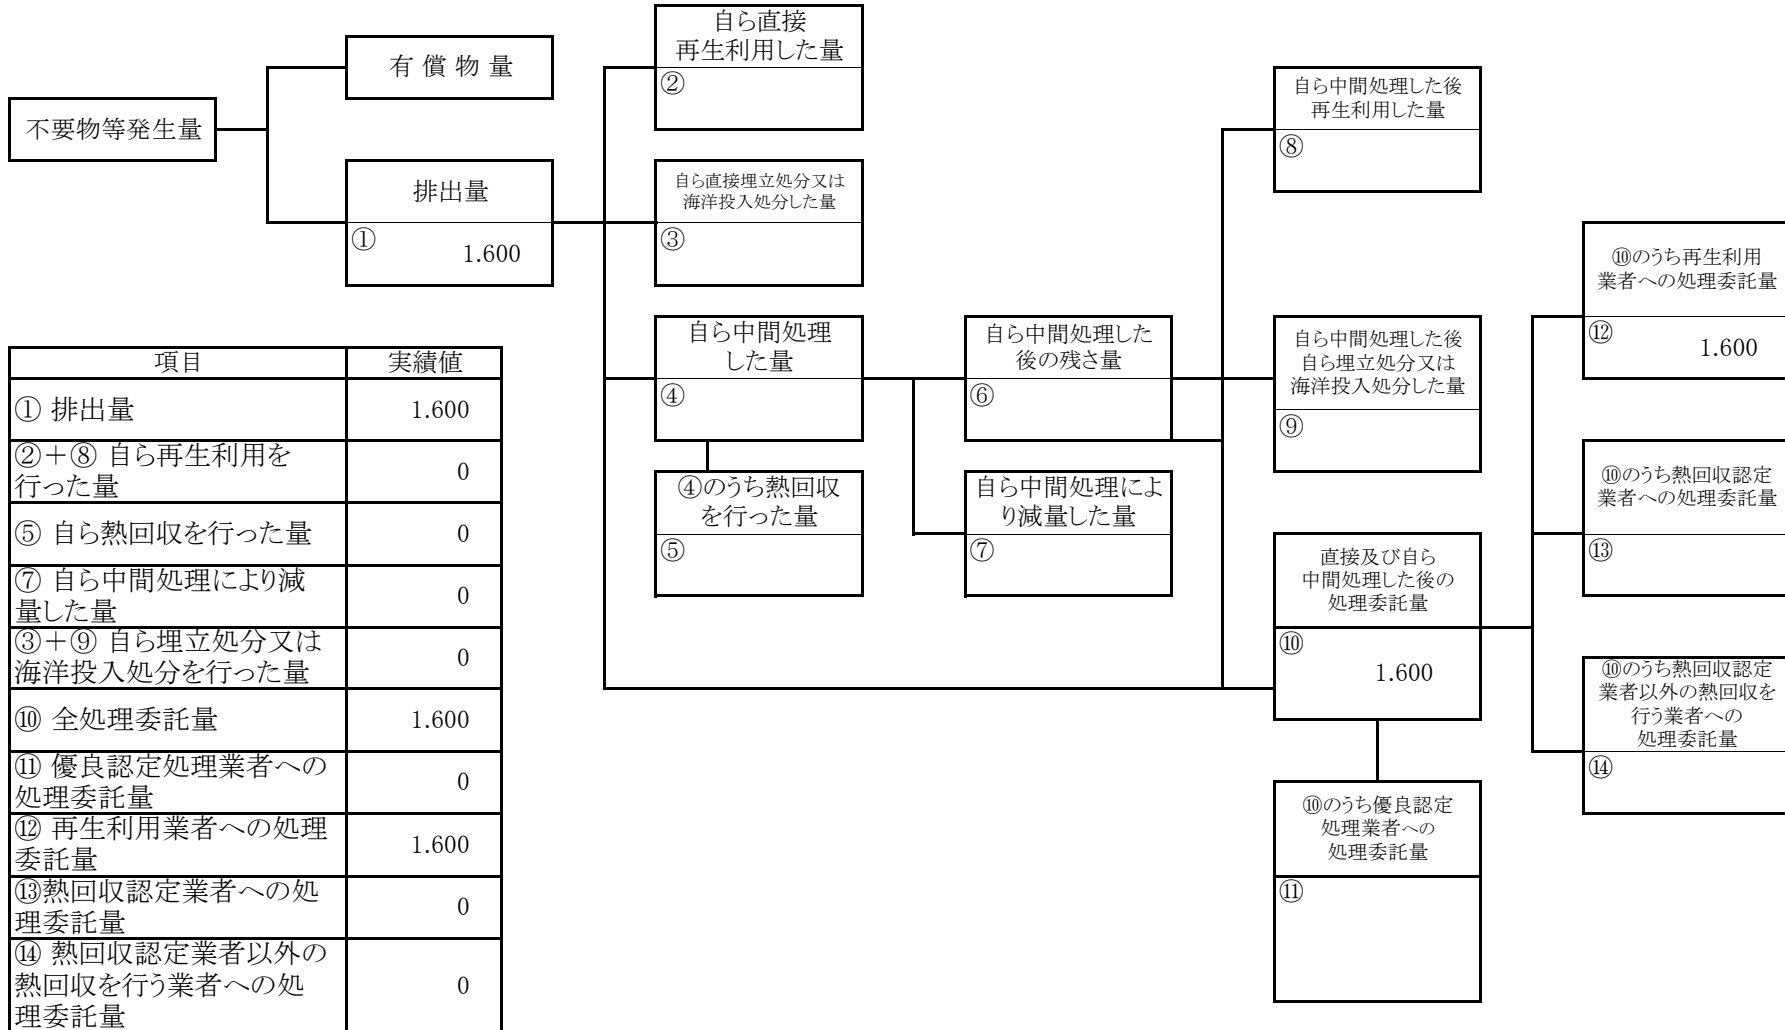 不要物等発生量
有 償 物 量
排出量
①
1.600
自ら直接
再生利用した量
②
自ら直接埋立処分又は
海洋投入処分した量
③
自ら中間処理
した量
④
④のうち熱回収
を行った量
⑤
自ら中間処理した
後の残さ量
⑥
自ら中間処理によ
り減量した量
⑦
自ら中間処理した後
再生利用した量
⑧
自ら中間処理した後
自ら埋立処分又は
海洋投入処分した量
⑨
直接及び自ら
中間処理した後の
処理委託量
⑩
1.600
⑩のうち優良認定
処理業者への
処理委託量
⑪
⑩のうち再生利用
業者への処理委託量
⑫
1.600
⑩のうち熱回収認定
業者への処理委託量
⑬
⑩のうち熱回収認定
業者以外の熱回収を
行う業者への
処理委託量
⑭
項目 実績値
① 排出量 1.600
②＋⑧ 自ら再生利用を
行った量 0
⑤ 自ら熱回収を行った量 0
⑦ 自ら中間処理により減
量した量 0
③＋⑨ 自ら埋立処分又は
海洋投入処分を行った量 0
⑩ 全処理委託量 1.600
⑪ 優良認定処理業者への
処理委託量 0
⑫ 再生利用業者への処理
委託量 1.600
⑬熱回収認定業者への処
理委託量 0
⑭ 熱回収認定業者以外の
熱回収を行う業者への処
理委託量 0